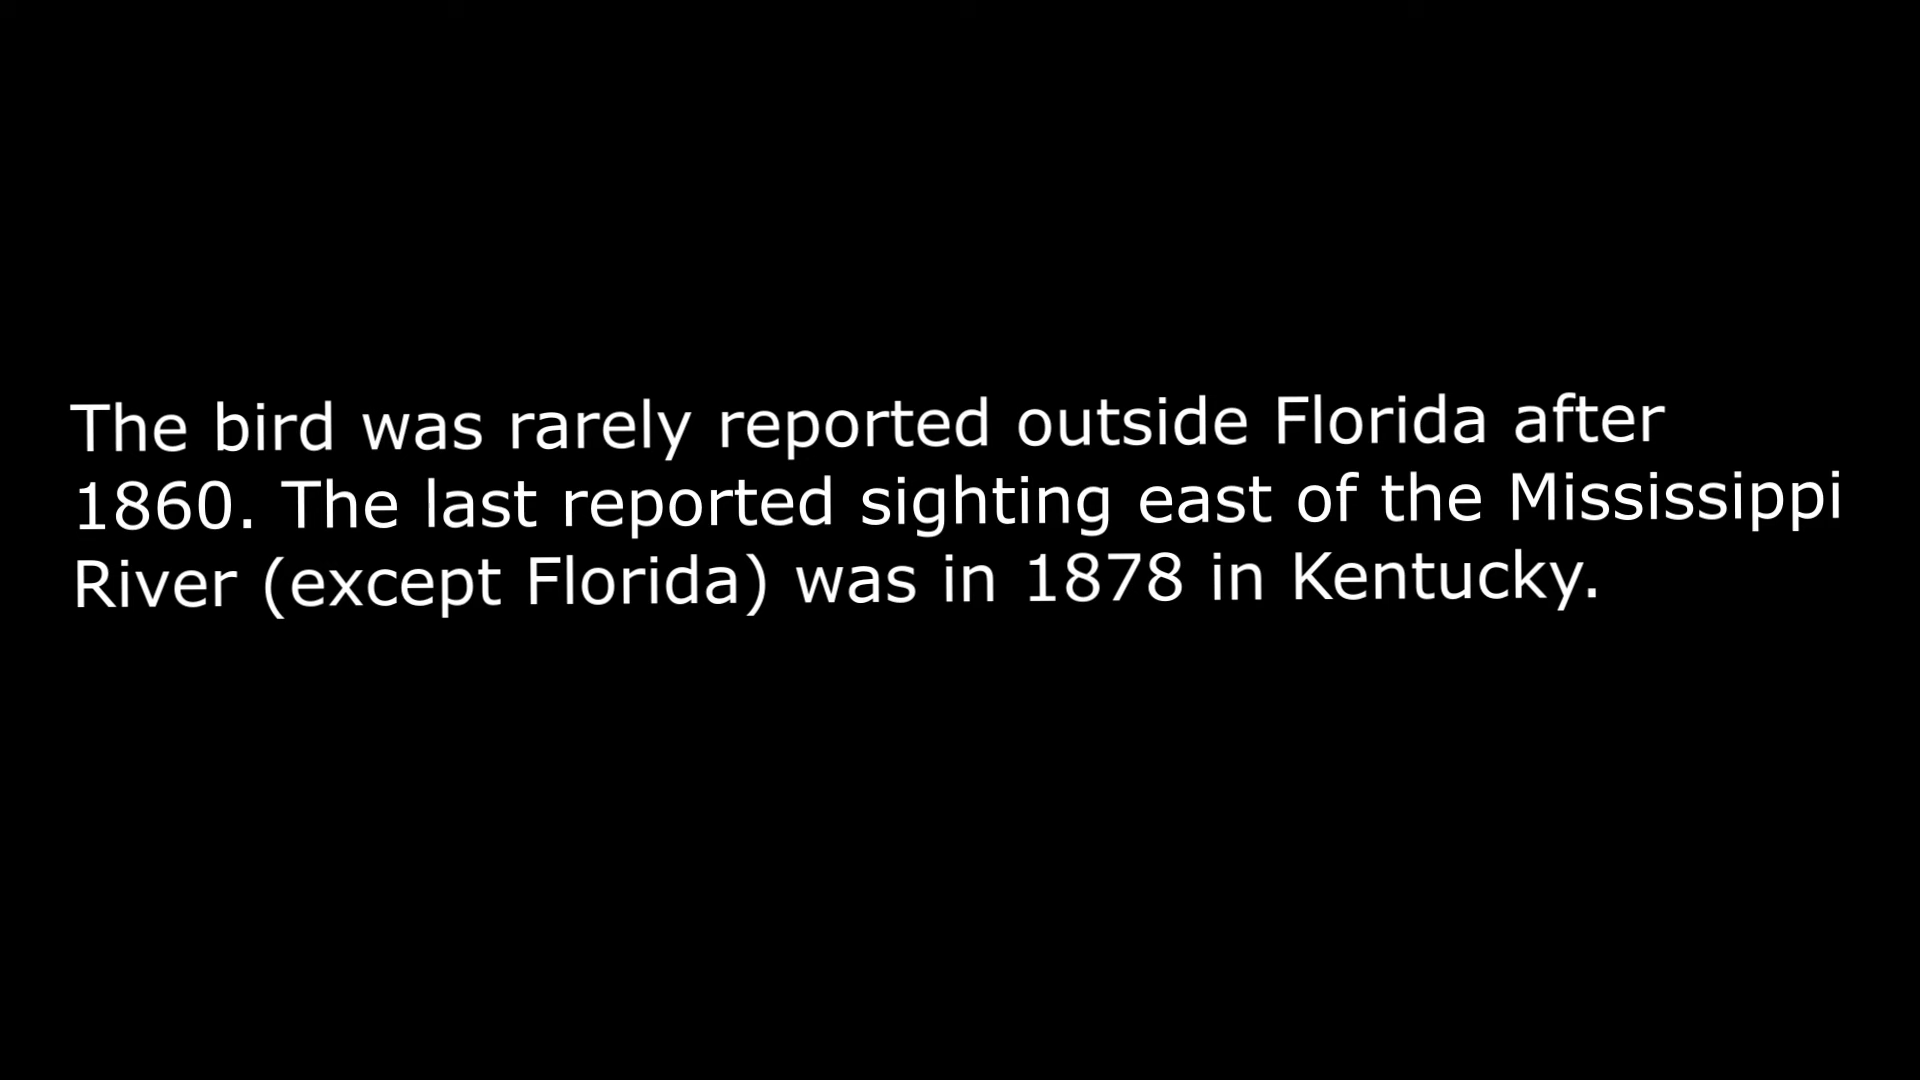 The bird was rarely reported outside Florida after
1860. The last reported sighting east of the Mississippi
River (except Florida) was in 1878 in Kentucky.